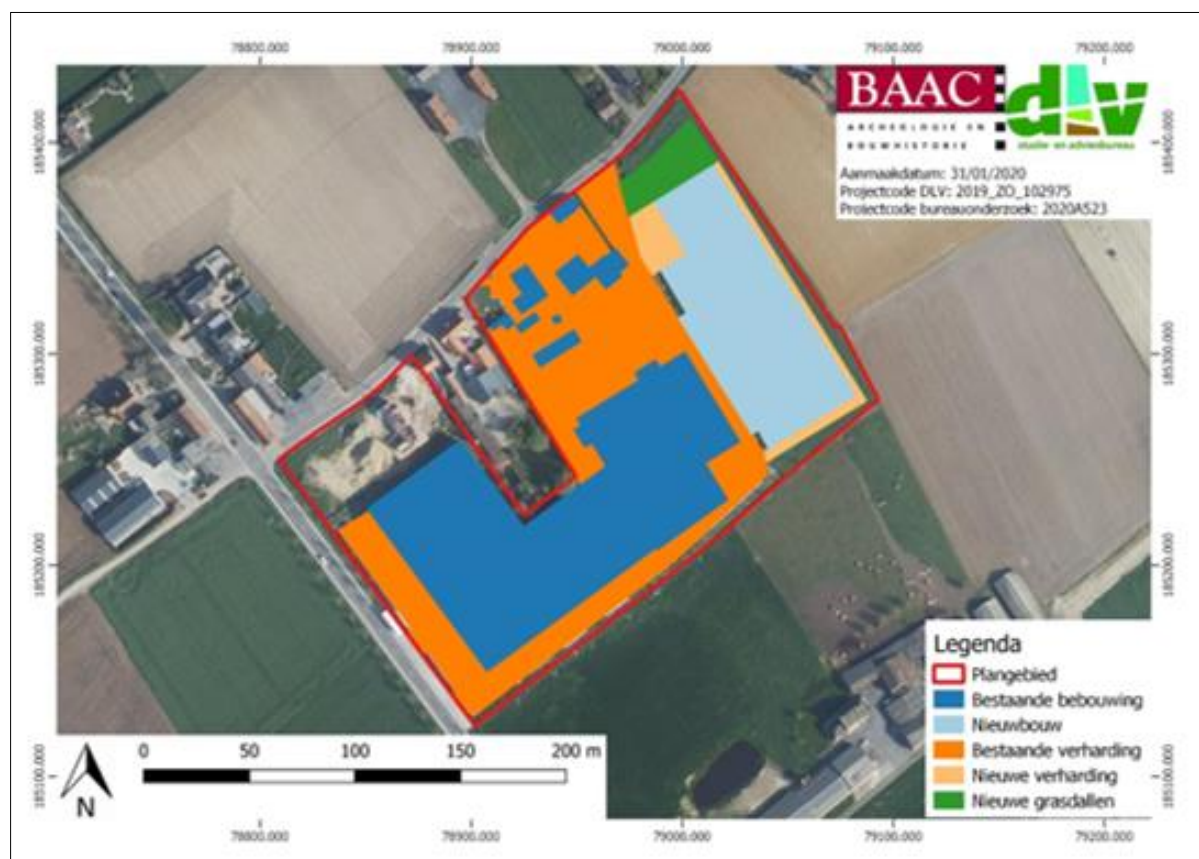 78800.000 78900.000 79000.000 79100.000 79200.000
185400.000
185300.000
185200.000
185100.000
BAAC
ARCHEOLOGIE EN
BOUWHISTORIE
dlv
studie- en adviesbureau
Aanmaakdatum: 31/01/2020
Projectcode DLV: 2019_ZO_102975
Projectcode bureauonderzoek: 2020A523
185400.000
185300.000
185200.000
185100.000
Legenda
Plangebied
Bestaande bebouwing
Nieuwbouw
Bestaande verharding
Nieuwe verharding
Nieuwe grasdallen
0 50 100 150 200 m
N
78800.000 78900.000 79000.000 79100.000 79200.000